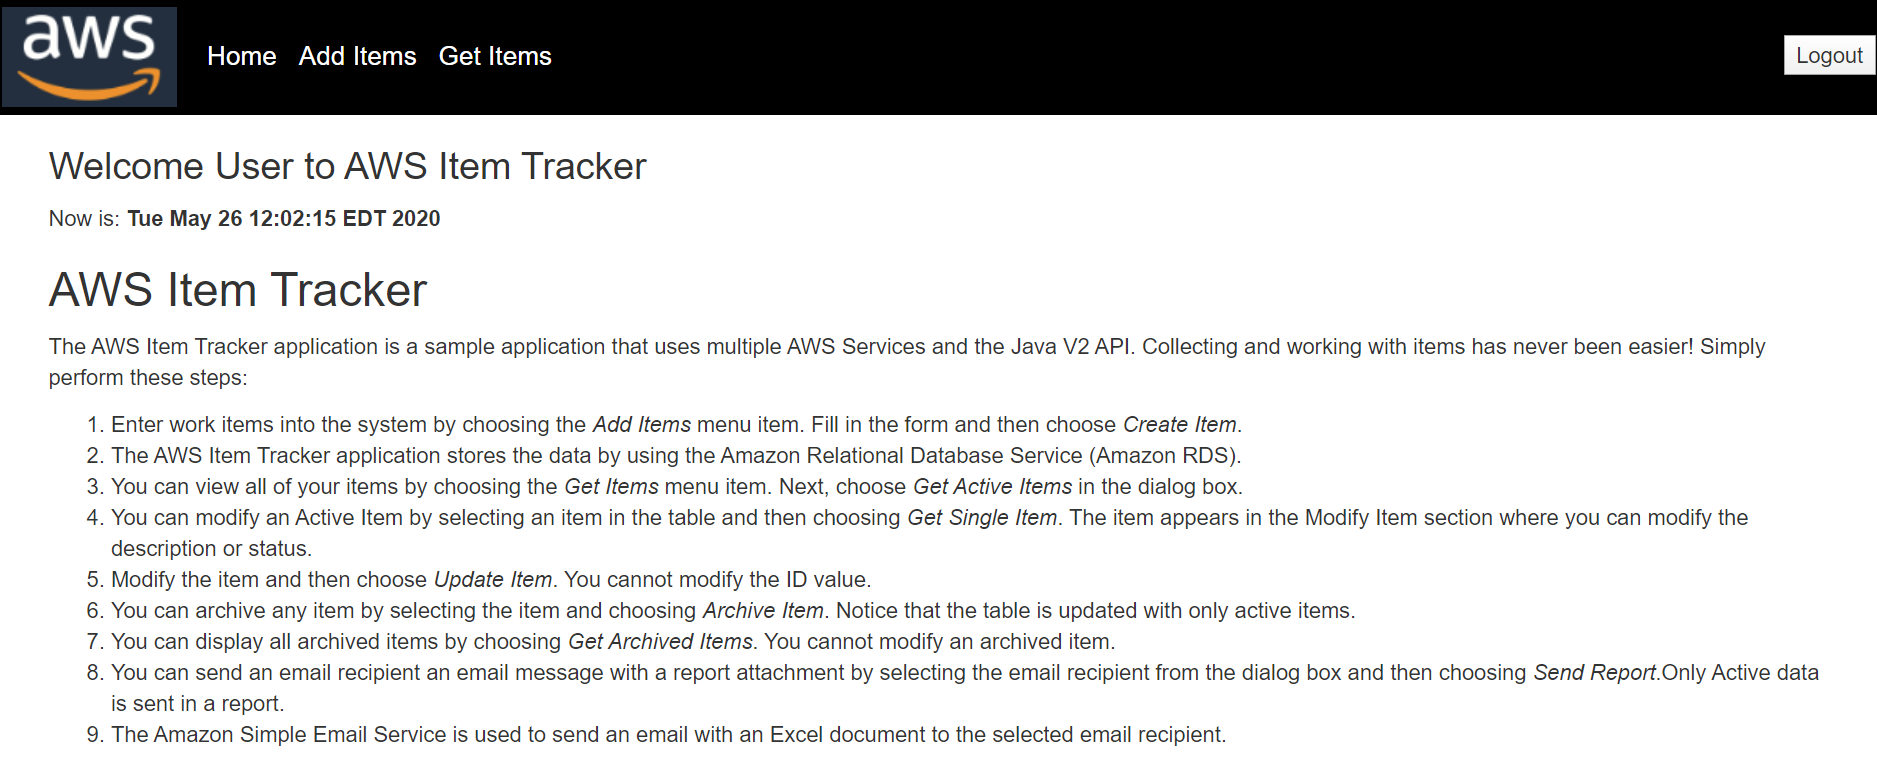 aws
Home Add Items Get Items
Logout
Welcome User to AWS Item Tracker
Now is: Tue May 26 12:02:15 EDT 2020
AWS Item Tracker
The AWS Item Tracker application is a sample application that uses multiple AWS Services and the Java V2 API. Collecting and working with items has never been easier! Simply
perform these steps:
1. Enter work items into the system by choosing the Add Items menu item. Fill in the form and then choose Create Item.
2. The AWS Item Tracker application stores the data by using the Amazon Relational Database Service (Amazon RDS).
3. You can view all of your items by choosing the Get Items menu item. Next, choose Get Active Items in the dialog box.
4. You can modify an Active Item by selecting an item in the table and then choosing Get Single Item. The item appears in the Modify Item section where you can modify the
description or status.
5. Modify the item and then choose Update Item. You cannot modify the ID value.
6. You can archive any item by selecting the item and choosing Archive Item. Notice that the table is updated with only active items.
7. You can display all archived items by choosing Get Archived Items. You cannot modify an archived item.
8. You can send an email recipient an email message with a report attachment by selecting the email recipient from the dialog box and then choosing Send Report.Only Active data
is sent in a report.
9. The Amazon Simple Email Service is used to send an email with an Excel document to the selected email recipient.